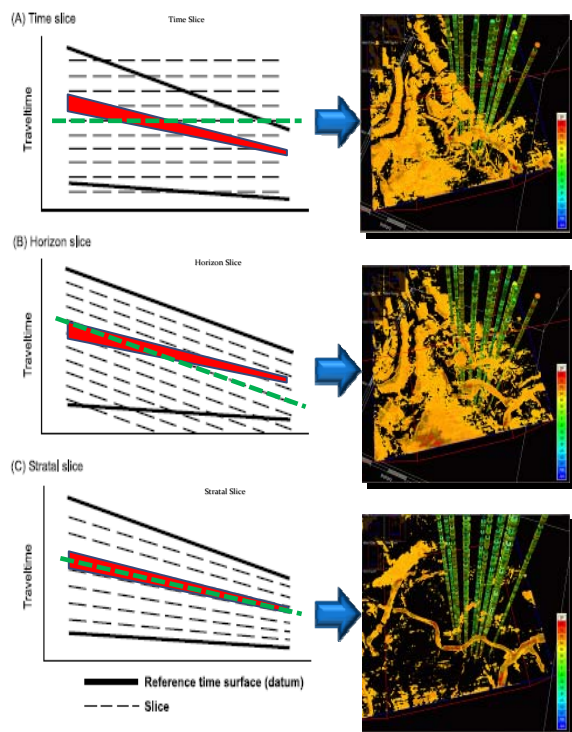 (A) Time slice
Time Slice
Traveltime
(B) Horizon slice
Horizon Slice
Traveltime
(C) Stratal slice
Stratal Slice
Traveltime
Reference time surface (datum)
Slice